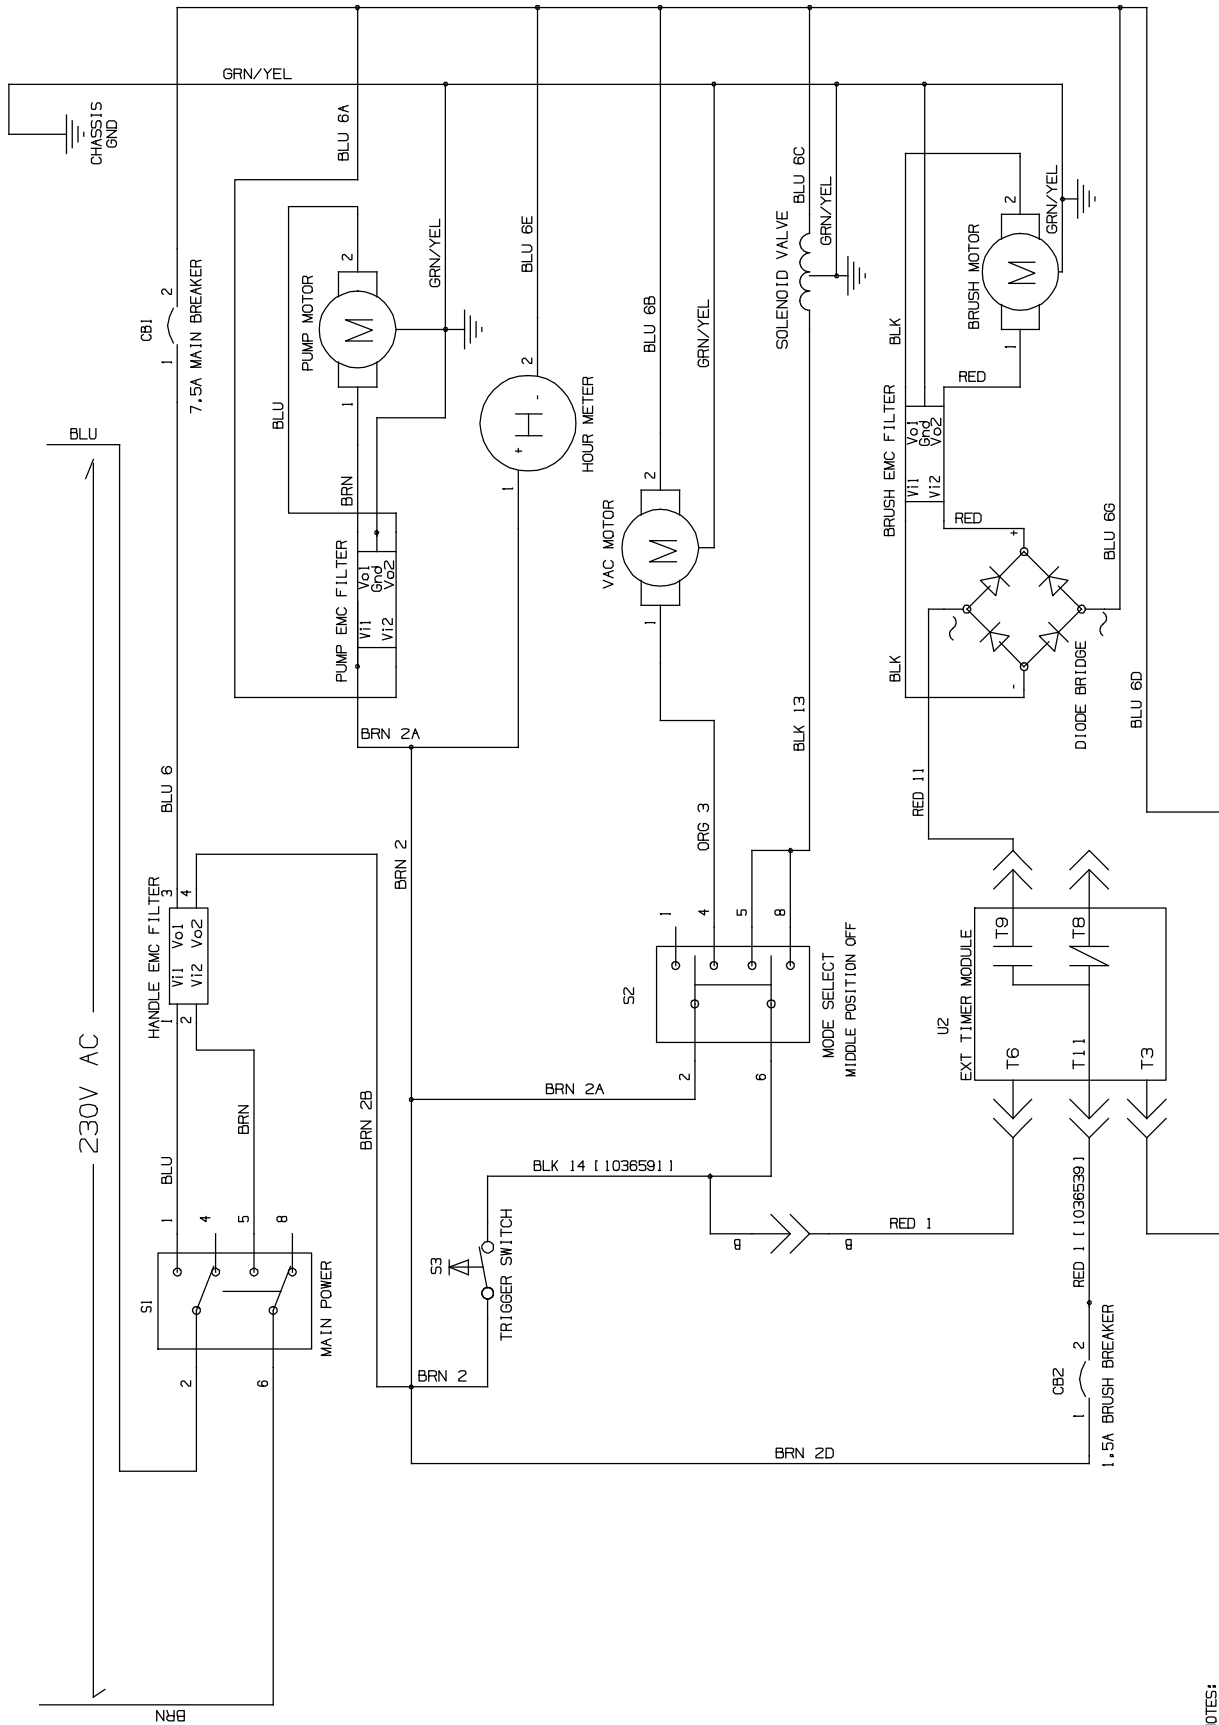 GRN/YEL
CHASSIS
GND
BLU 6A
BLU 6C
GRN/YEL
2
GRN/YEL
SOLENOID VALVE
BRUSH MOTOR
M
1
BLU 6E
GRN/YEL
2
PUMP MOTOR
M
1
2
CB1
1
7.5A MAIN BREAKER
BLU 6B
GRN/YEL
BLK
RED
BLU
BLU
2
H
+
-
HOUR METER
1
BRN
BRUSH EMC FILTER
Vo1
Gnd
Vo2
Vi1
Vi2
RED
BLU 6G
2
VAC MOTOR
M
1
PUMP EMC FILTER
Vo1
Gnd
Vo2
Vi1
Vi2
+
~
~
-
DIODE BRIDGE
BLK
BLU 6D
BLK 13
BRN 2A
BLU 6
RED 11
ORG 3
BRN 2
HANDLE EMC FILTER
3
4
Vo1
Vo2
Vi1
Vi2
1
2
1
4
5
8
S2
MODE SELECT
MIDDLE POSITION OFF
2
6
T9
T8
U2
EXT TIMER MODULE
T6
T11
T3
230V AC
BRN 2A
BRN 2B
BRN
BLU
BLK 14 [1036591]
RED 1
B
B
RED 1 [1036539]
1
4
5
8
S1
MAIN POWER
2
6
S3
TRIGGER SWITCH
BRN 2
2
CB2
1
1.5A BRUSH BREAKER
BRN 2D
BRN
OTES: